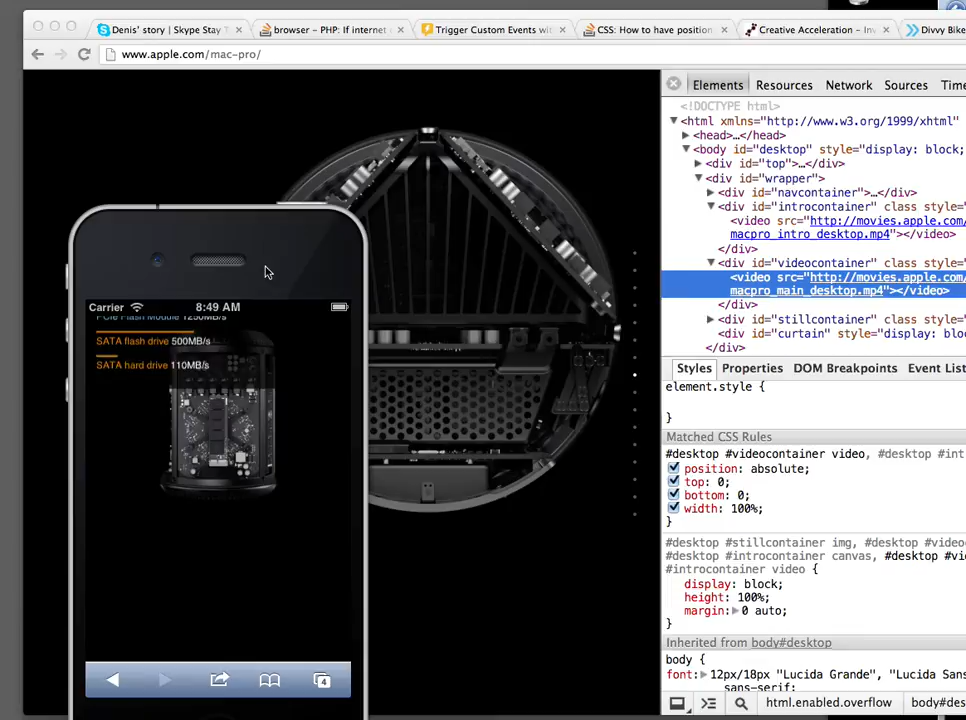 Denis' story | Skype Stay T × browser – PHP: If internet e × Trigger Custom Events wit × CSS: How to have position × Creative Acceleration – Inv × Divvy Bike
www.apple.com/mac-pro/
Elements Resources Network Sources Time
<!DOCTYPE html>
▼<html xmlns="http://www.w3.org/1999/xhtml"
▶<head>…</head>
▼<body id="desktop" style="display: block;
▶<div id="top">…</div>
▼<div id="wrapper">
▶<div id="navcontainer">…</div>
▼<div id="introcontainer" class style=
<video src="http://movies.apple.com/
macpro_intro_desktop.mp4"></video>
</div>
▼<div id="videocontainer" class style=
<video src="http://movies.apple.com/
macpro_main_desktop.mp4"></video>
</div>
▶<div id="stillcontainer" class style=
<div id="curtain" style="display: bloc
</div>
Styles Properties DOM Breakpoints Event List
element.style {
}
Matched CSS Rules
#desktop #videocontainer video, #desktop #int
position: absolute;
top: 0;
bottom: 0;
width: 100%;
}
#desktop #stillcontainer img, #desktop #video
#desktop #introcontainer canvas, #desktop #
#introcontainer video {
display: block;
height: 100%;
margin:▶0 auto;
}
Inherited from body#desktop
body {
font:▶12px/18px "Lucida Grande", "Lucida Sans
sans-serif;
html.enabled.overflow body#des
Carrier 8:49 AM
PCIe Flash Module 1250MB/s
SATA flash drive 500MB/s
SATA hard drive 110MB/s
4